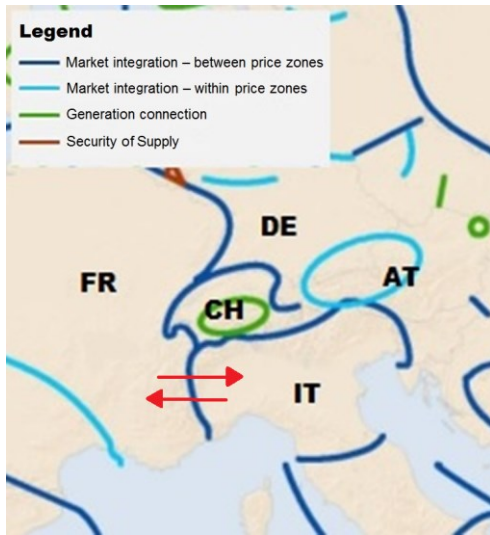 Legend
Market integration – between price zones
Market integration – within price zones
Generation connection
Security of Supply
DE
FR
AT
CH
IT